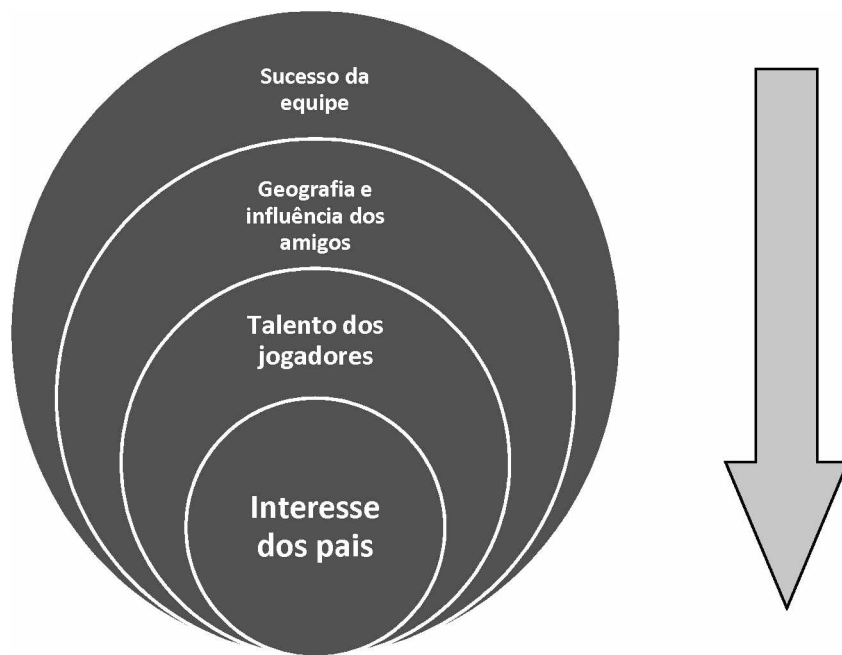 Sucesso da
equipe
Geografia e
influência dos
amigos
Talento dos
jogadores
Interesse
dos pais